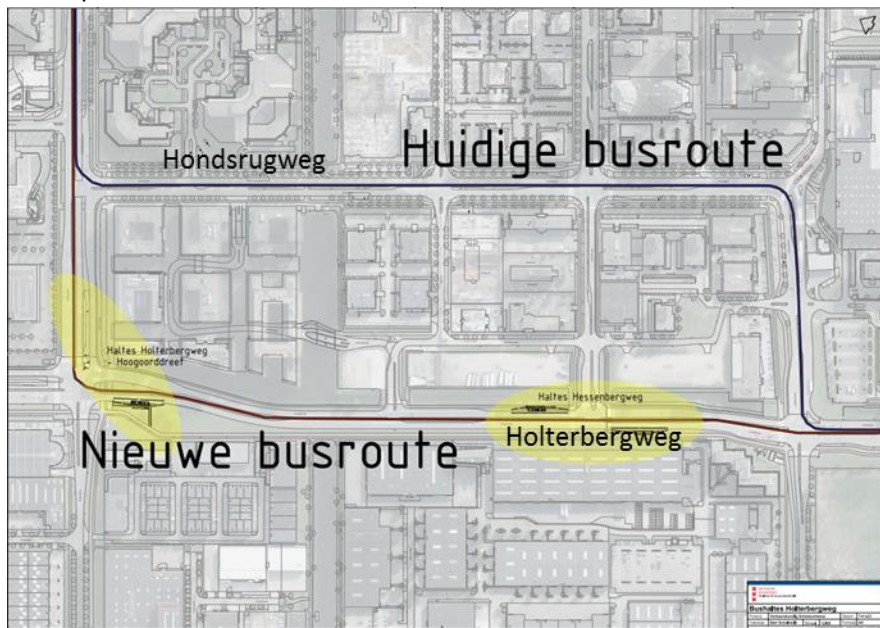 Hondsrugweg
Huidige busroute
Haltes Holterbergweg
- Hoogoorddreef
Haltes Hessenbergweg
Holterbergweg
Nieuwe busroute
Bushaltes Holterbergweg